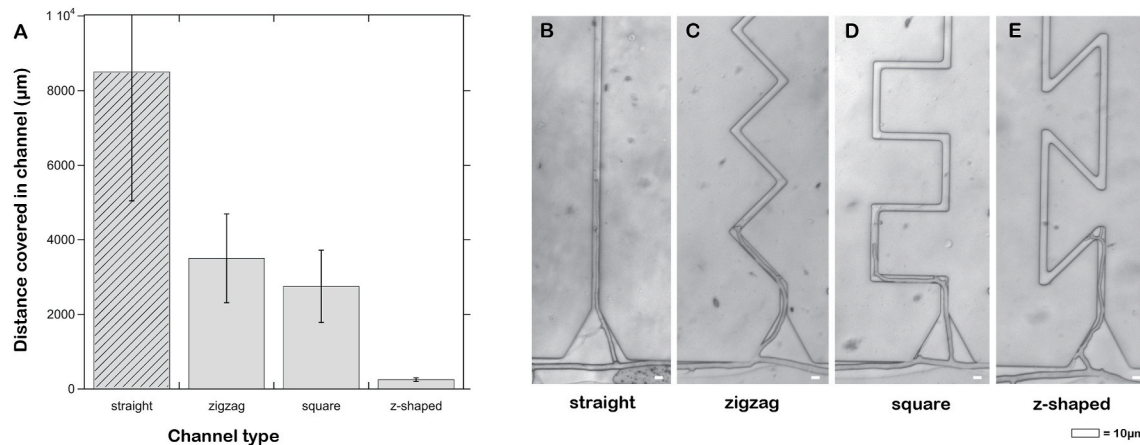 A
Distance covered in channel (µm)
1 10⁴
8000
6000
4000
2000
0
straight zigzag square z-shaped
Channel type
B C D E
straight zigzag square z-shaped
= 10µm